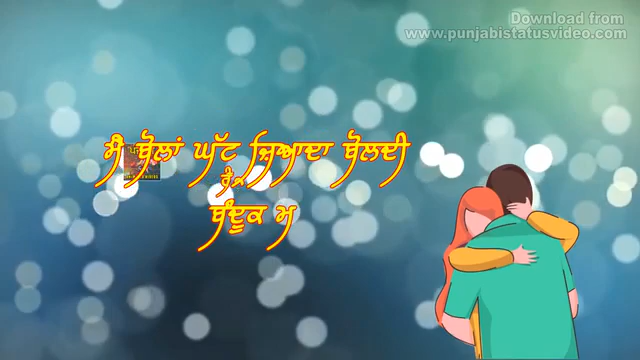 Download from
www.punjabistatusvideo.com
ਮੈਂ ਬੋਲਾਂ ਘੱਟ ਜ਼ਿਆਦਾ ਬੋਲਦੀ
ਰੰਨ
ਬੰਦੂਕ ਮ